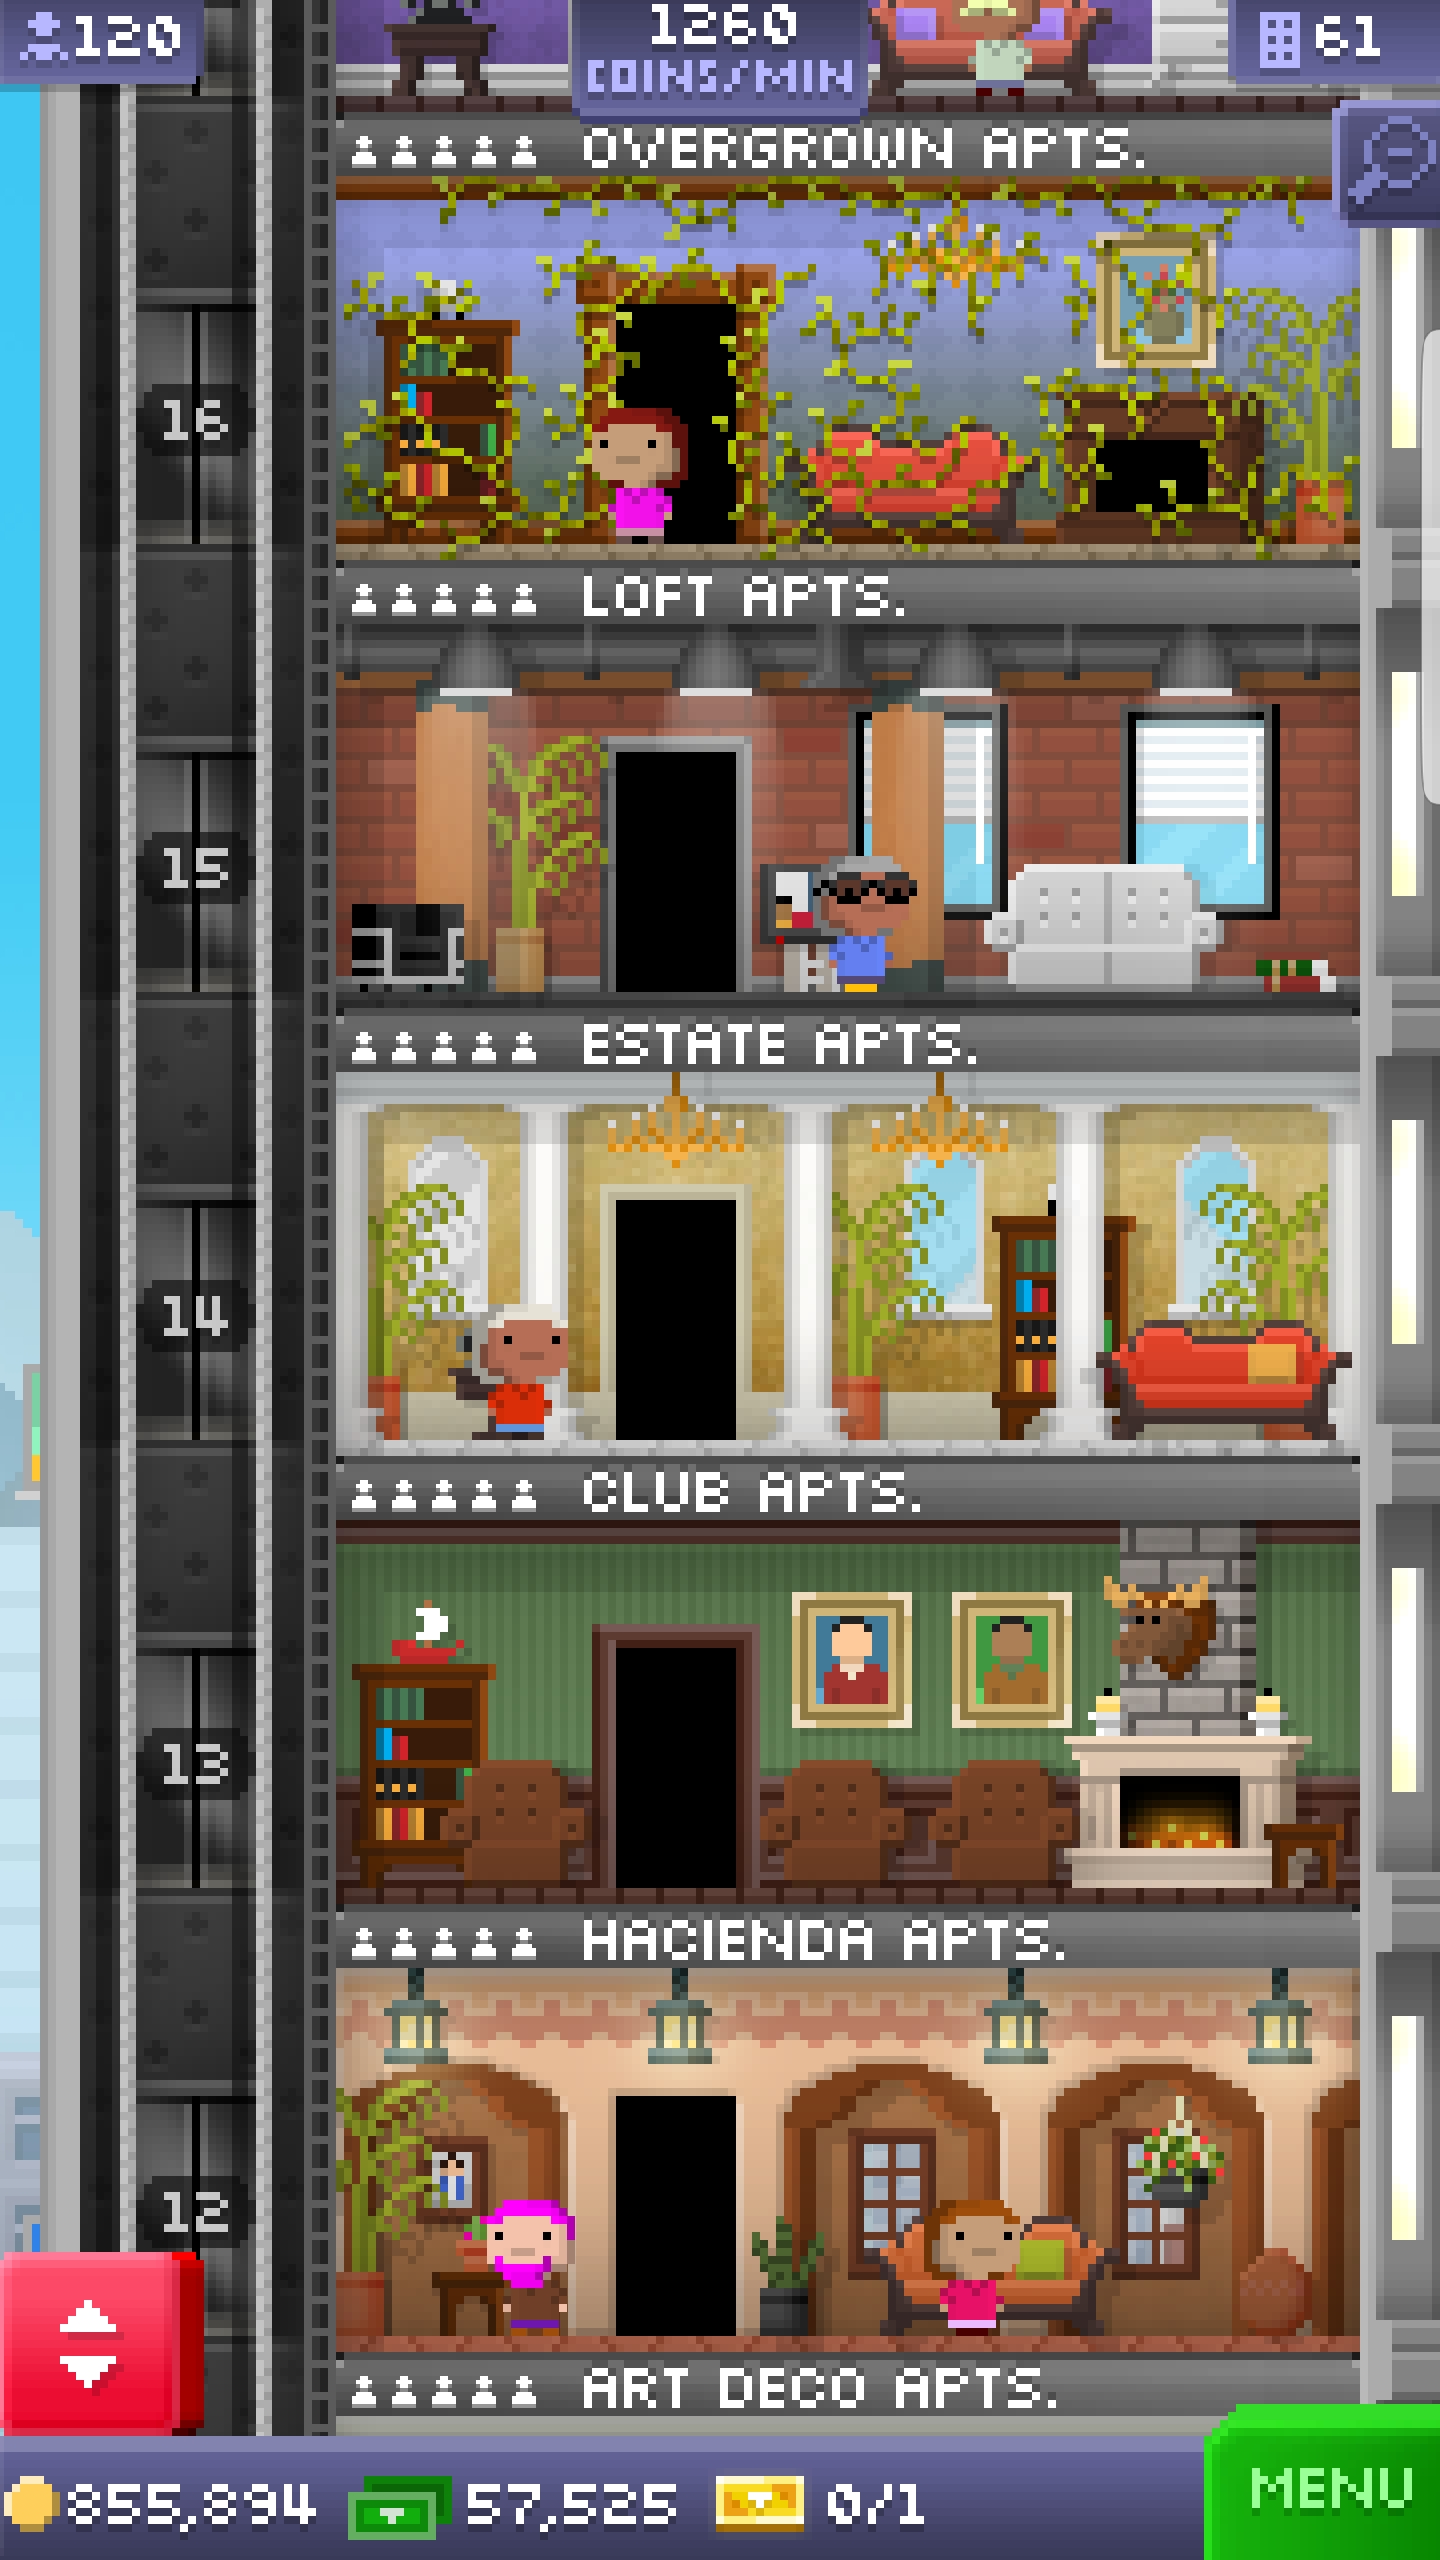 120
1260
COINS/MIN
61
OVERGROWN APTS.
16
LOFT APTS.
15
ESTATE APTS.
14
CLUB APTS.
13
HACIENDA APTS.
12
ART DECO APTS.
855,894
57,525
0/1
MENU